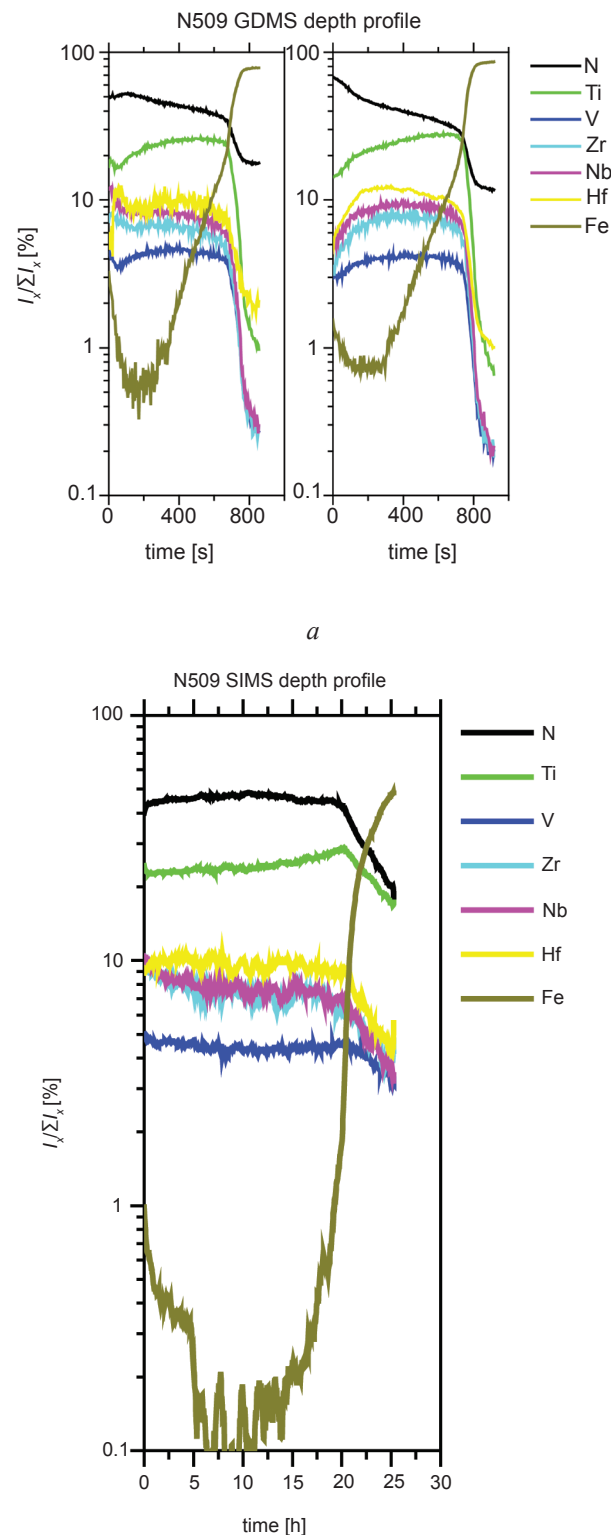 N509 GDMS depth profile
100
10
1
0.1
I_x/ΣI_x [%]
0 400 800
time [s]
100
10
1
0.1
0 400 800
time [s]
N
Ti
V
Zr
Nb
Hf
Fe
a
N509 SIMS depth profile
100
10
1
0.1
I_x/ΣI_x [%]
0 5 10 15 20 25 30
time [h]
N
Ti
V
Zr
Nb
Hf
Fe